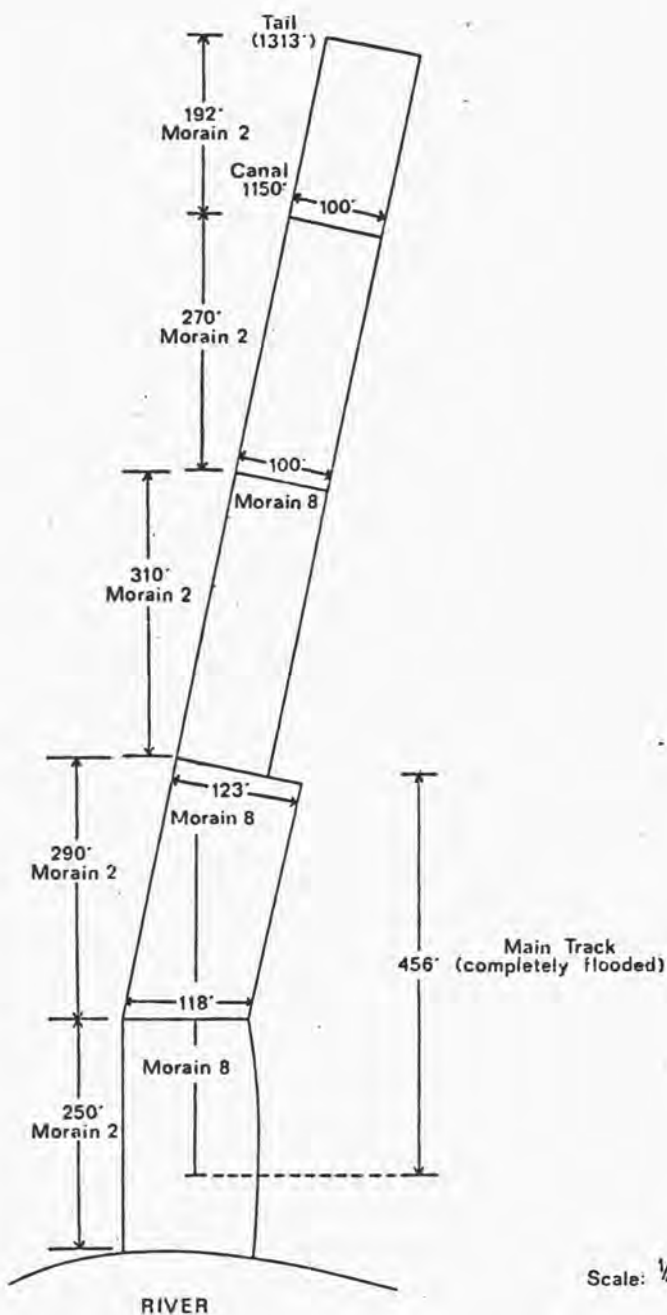 Tail
(1313')
192'
Morain 2
Canal
1150'
100'
270'
Morain 2
100'
Morain 8
310'
Morain 2
123'
Morain 8
290'
Morain 2
Main Track
456' (completely flooded)
118'
Morain 8
250'
Morain 2
Scale:
RIVER